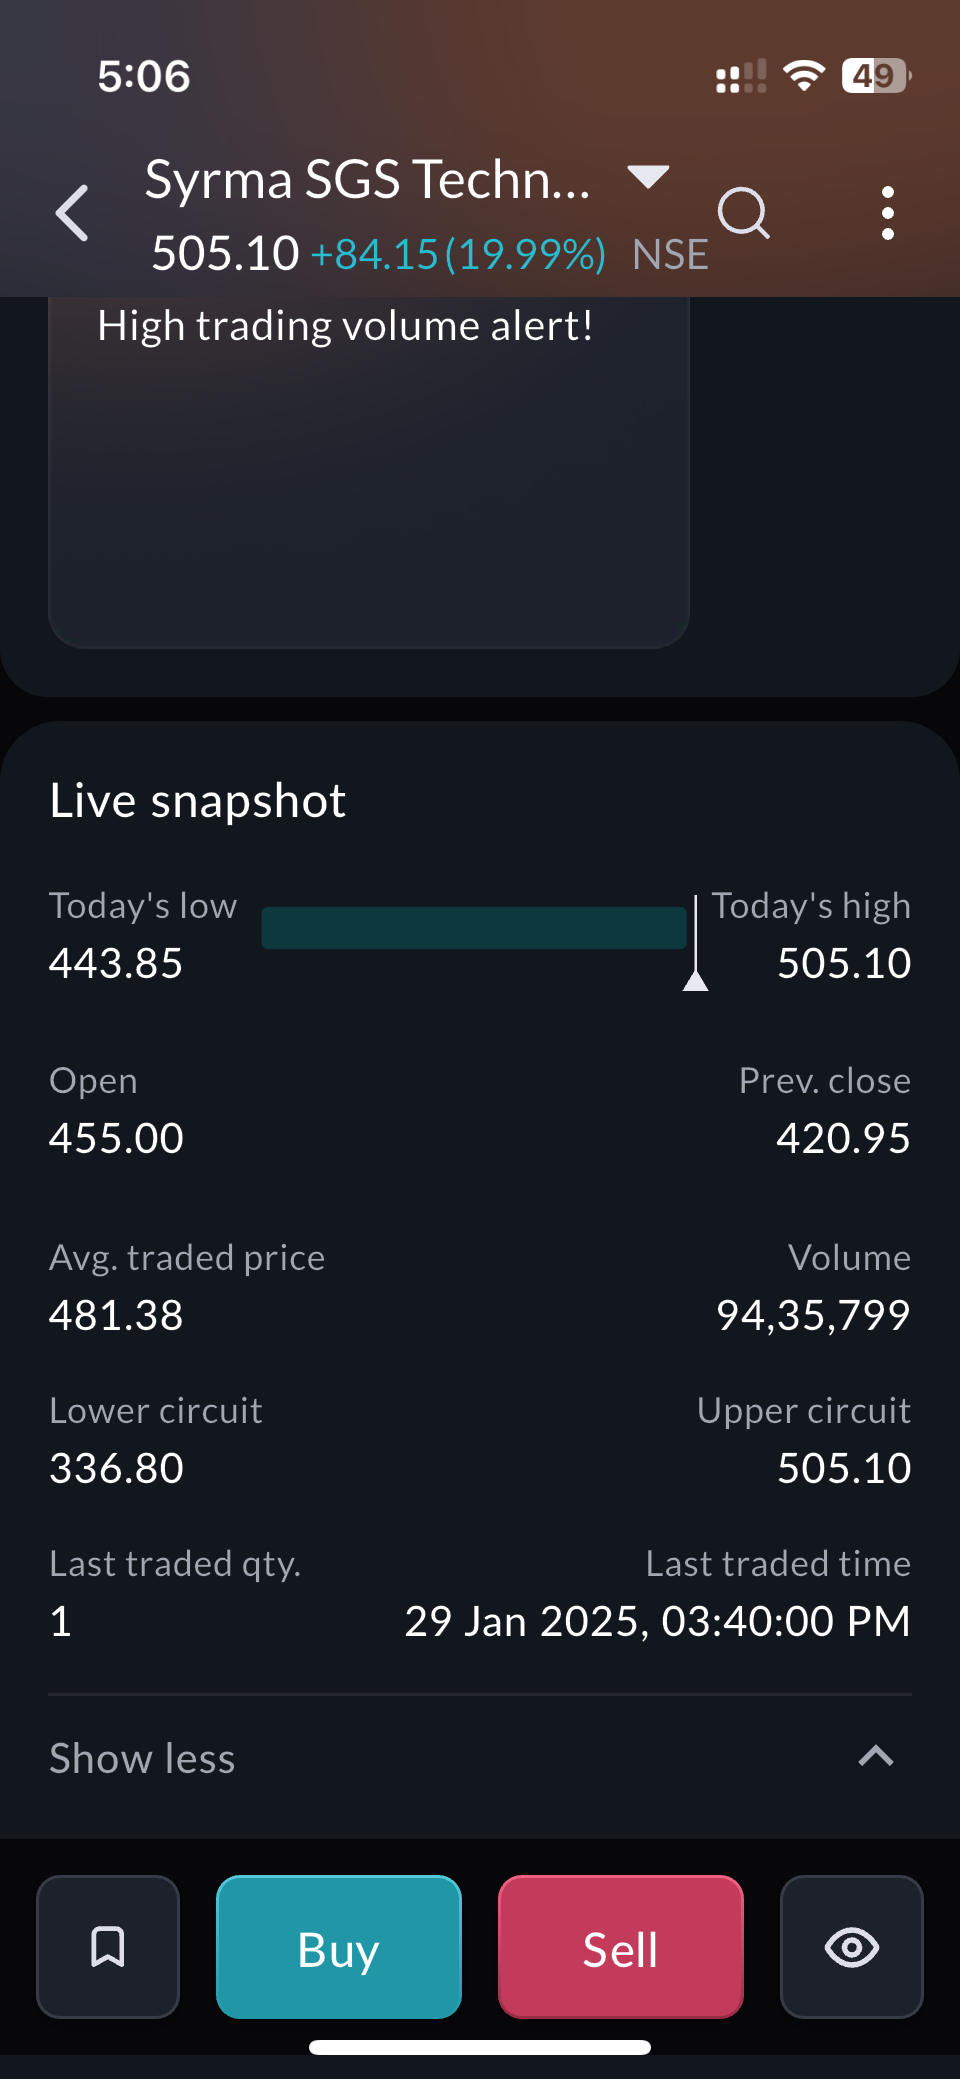 5:06
49
Syrma SGS Techn...
505.10 +84.15(19.99%) NSE
High trading volume alert!
Live snapshot
Today's low Today's high
443.85 505.10
Open Prev. close
455.00 420.95
Avg. traded price Volume
481.38 94,35,799
Lower circuit Upper circuit
336.80 505.10
Last traded qty. Last traded time
1 29 Jan 2025, 03:40:00 PM
Show less
Buy Sell